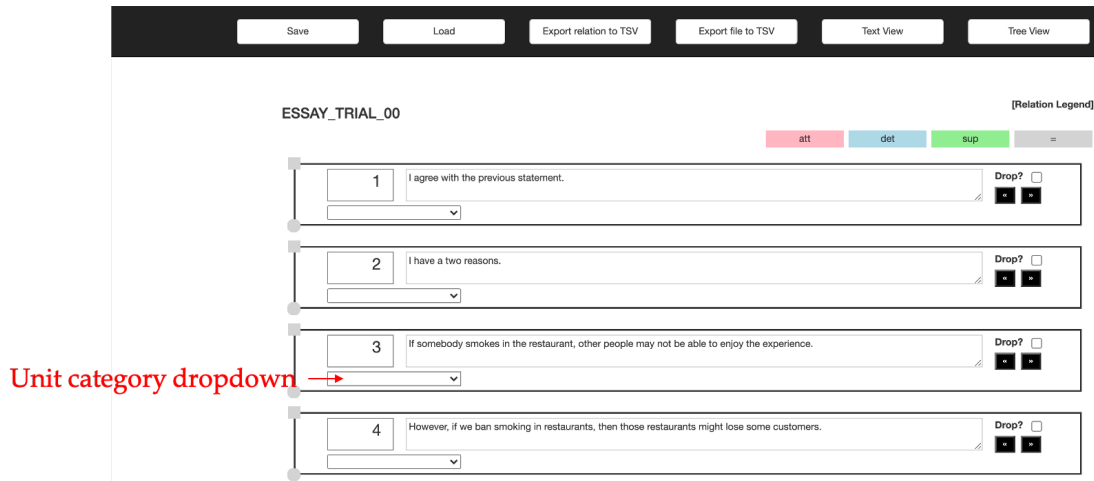 Save Load Export relation to TSV Export file to TSV Text View Tree View
[Relation Legend]
ESSAY_TRIAL_00
att det sup =
1 I agree with the previous statement. Drop?
« »
2 I have a two reasons. Drop?
« »
3 If somebody smokes in the restaurant, other people may not be able to enjoy the experience. Drop?
« »
Unit category dropdown
4 However, if we ban smoking in restaurants, then those restaurants might lose some customers. Drop?
« »